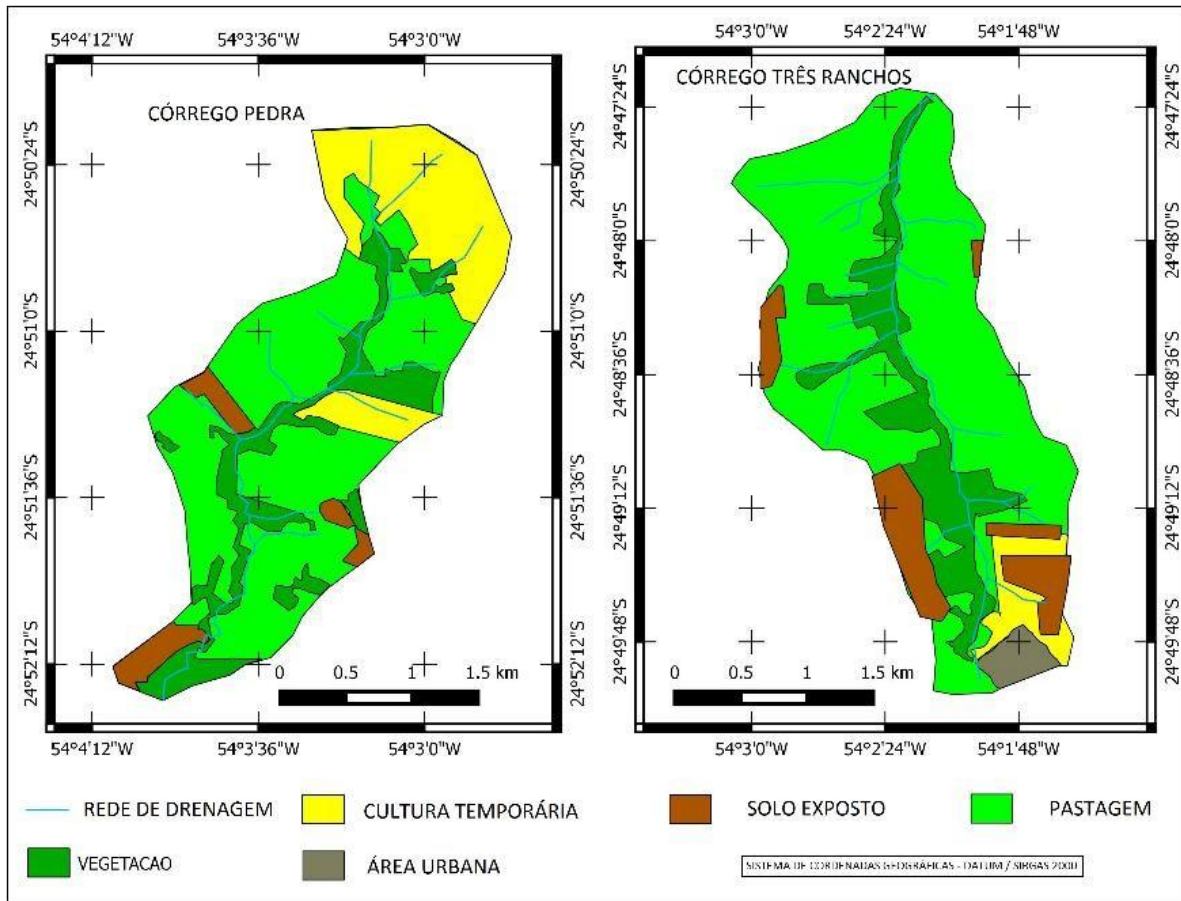 54°4'12"W 54°3'36"W 54°3'0"W
54°3'0"W 54°2'24"W 54°1'48"W
CÓRREGO PEDRA
CÓRREGO TRÊS RANCHOS
24°50'24"S 24°50'24"S
24°51'0"S 24°51'0"S
24°51'36"S 24°51'36"S
24°52'12"S 24°52'12"S
24°47'24"S 24°47'24"S
24°48'0"S 24°48'0"S
24°48'36"S 24°48'36"S
24°49'12"S 24°49'12"S
24°49'48"S 24°49'48"S
0 0.5 1 1.5 km
0 0.5 1 1.5 km
54°4'12"W 54°3'36"W 54°3'0"W
54°3'0"W 54°2'24"W 54°1'48"W
REDE DE DRENAGEM
CULTURA TEMPORÁRIA
SOLO EXPOSTO
PASTAGEM
VEGETACAO
ÁREA URBANA
SISTEMA DE CORDENADAS GEOGRÁFICAS - DATUM / SIRGAS 2000